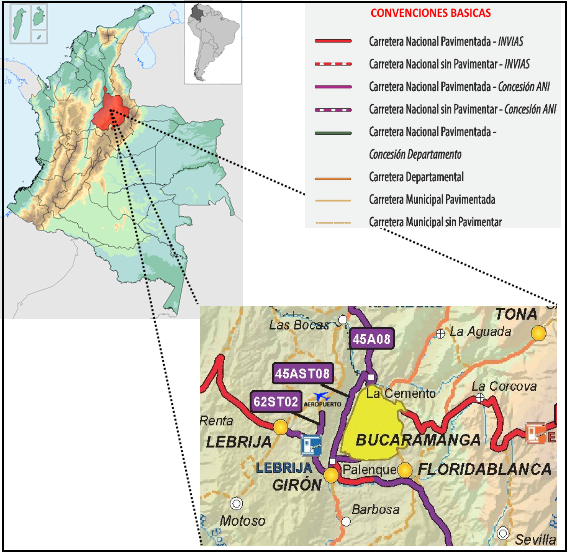 CONVENCIONES BASICAS
Carretera Nacional Pavimentada - INVIAS
Carretera Nacional sin Pavimentar - INVIAS
Carretera Nacional Pavimentada - Concesión ANI
Carretera Nacional sin Pavimentar - Concesión ANI
Carretera Nacional Pavimentada -
Concesión Departamento
Carretera Departamental
Carretera Municipal Pavimentada
Carretera Municipal sin Pavimentar
TONA
Las Bocas
45A08
La Aguada
45AST08
La Cemento
La Corcova
62ST02
AEROPUERTO
Renta
LEBRIJA
BUCARAMANGA
LEBRIJA
Palenque
FLORIDABLANCA
GIRÓN
Motoso
Barbosa
Sevilla